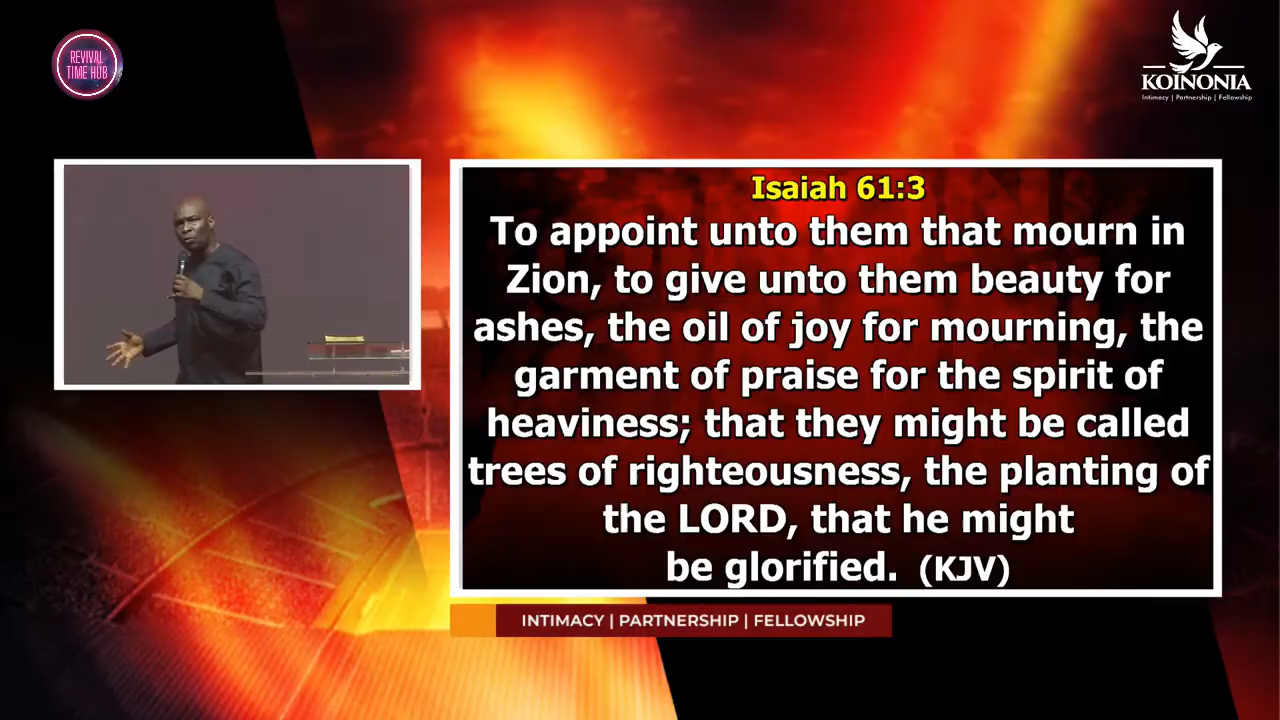 REVIVAL
TIME HUB
KOINONIA
Intimacy | Partnership | Fellowship
Isaiah 61:3
To appoint unto them that mourn in
Zion, to give unto them beauty for
ashes, the oil of joy for mourning, the
garment of praise for the spirit of
heaviness; that they might be called
trees of righteousness, the planting of
the LORD, that he might
be glorified. (KJV)
INTIMACY | PARTNERSHIP | FELLOWSHIP